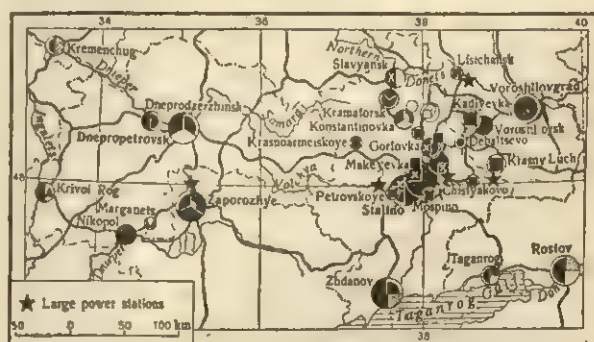 34 36 38 40
Kremenchug
Northern
Lisichansk
Slavyansk
Donets
Dnieper
Voroshilovgrad
Dneprodzerzhinsk
Kadiyevka
Samara
Kramatorsk
Konstantinovka
Dnepropetrovsk
Krasnoarmeiskoye
Gorlovka
Debaltsevo
Ingulets
Makeyevka
Krasny Luch
48
Volchya
Chistyakovo
Krivoi Rog
Petrovskoye
Zaporozhye
Marganets
Stalino
Mospino
Nikopol
Dnieper
Taganrog
Rostov
Zhdanov
Gulf
Don
Taganrog
★ Large power stations
50 0 50 100 km
38